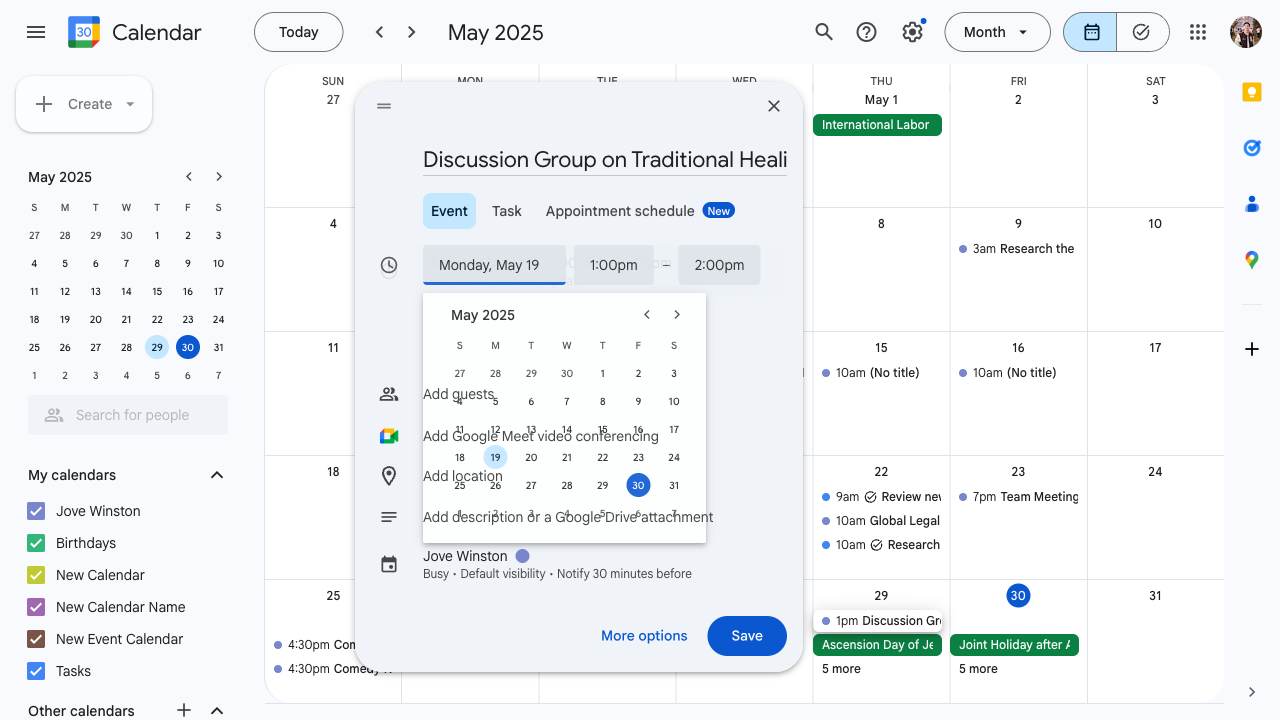 30
Calendar
Today
May 2025
Month
Create
May 2025
S M T W T F S
27 28 29 30 1 2 3
4 5 6 7 8 9 10
11 12 13 14 15 16 17
18 19 20 21 22 23 24
25 26 27 28 29 30 31
1 2 3 4 5 6 7
Search for people
My calendars
Jove Winston
Birthdays
New Calendar
New Calendar Name
New Event Calendar
Tasks
Other calendars
SUN MON TUE WED THU FRI SAT
27 May 1 2 3
International Labor
4 8 9 10
3am Research the
11 15 16 17
10am (No title)
10am (No title)
18 22 23 24
9am Review
7pm Team Meeting
10am Global Legal
10am Research
25 29 30 31
1pm Discussion
4:30pm
Ascension Day of
Joint Holiday after
4:30pm
5 more
5 more
Discussion Group on Traditional Heali
Event
Task
Appointment schedule
New
Monday, May 19
1:00pm
–
2:00pm
May 2025
S M T W T F S
27 28 29 30 1 2 3
Add guests
4 5 6 7 8 9 10
11 12 13 14 15 16 17
Add Google Meet video conferencing
18 19 20 21 22 23 24
Add location
25 26 27 28 29 30 31
1 2 3 4 5 6 7
Add description or a Google Drive attachment
Jove Winston
Busy • Default visibility • Notify 30 minutes before
More options
Save